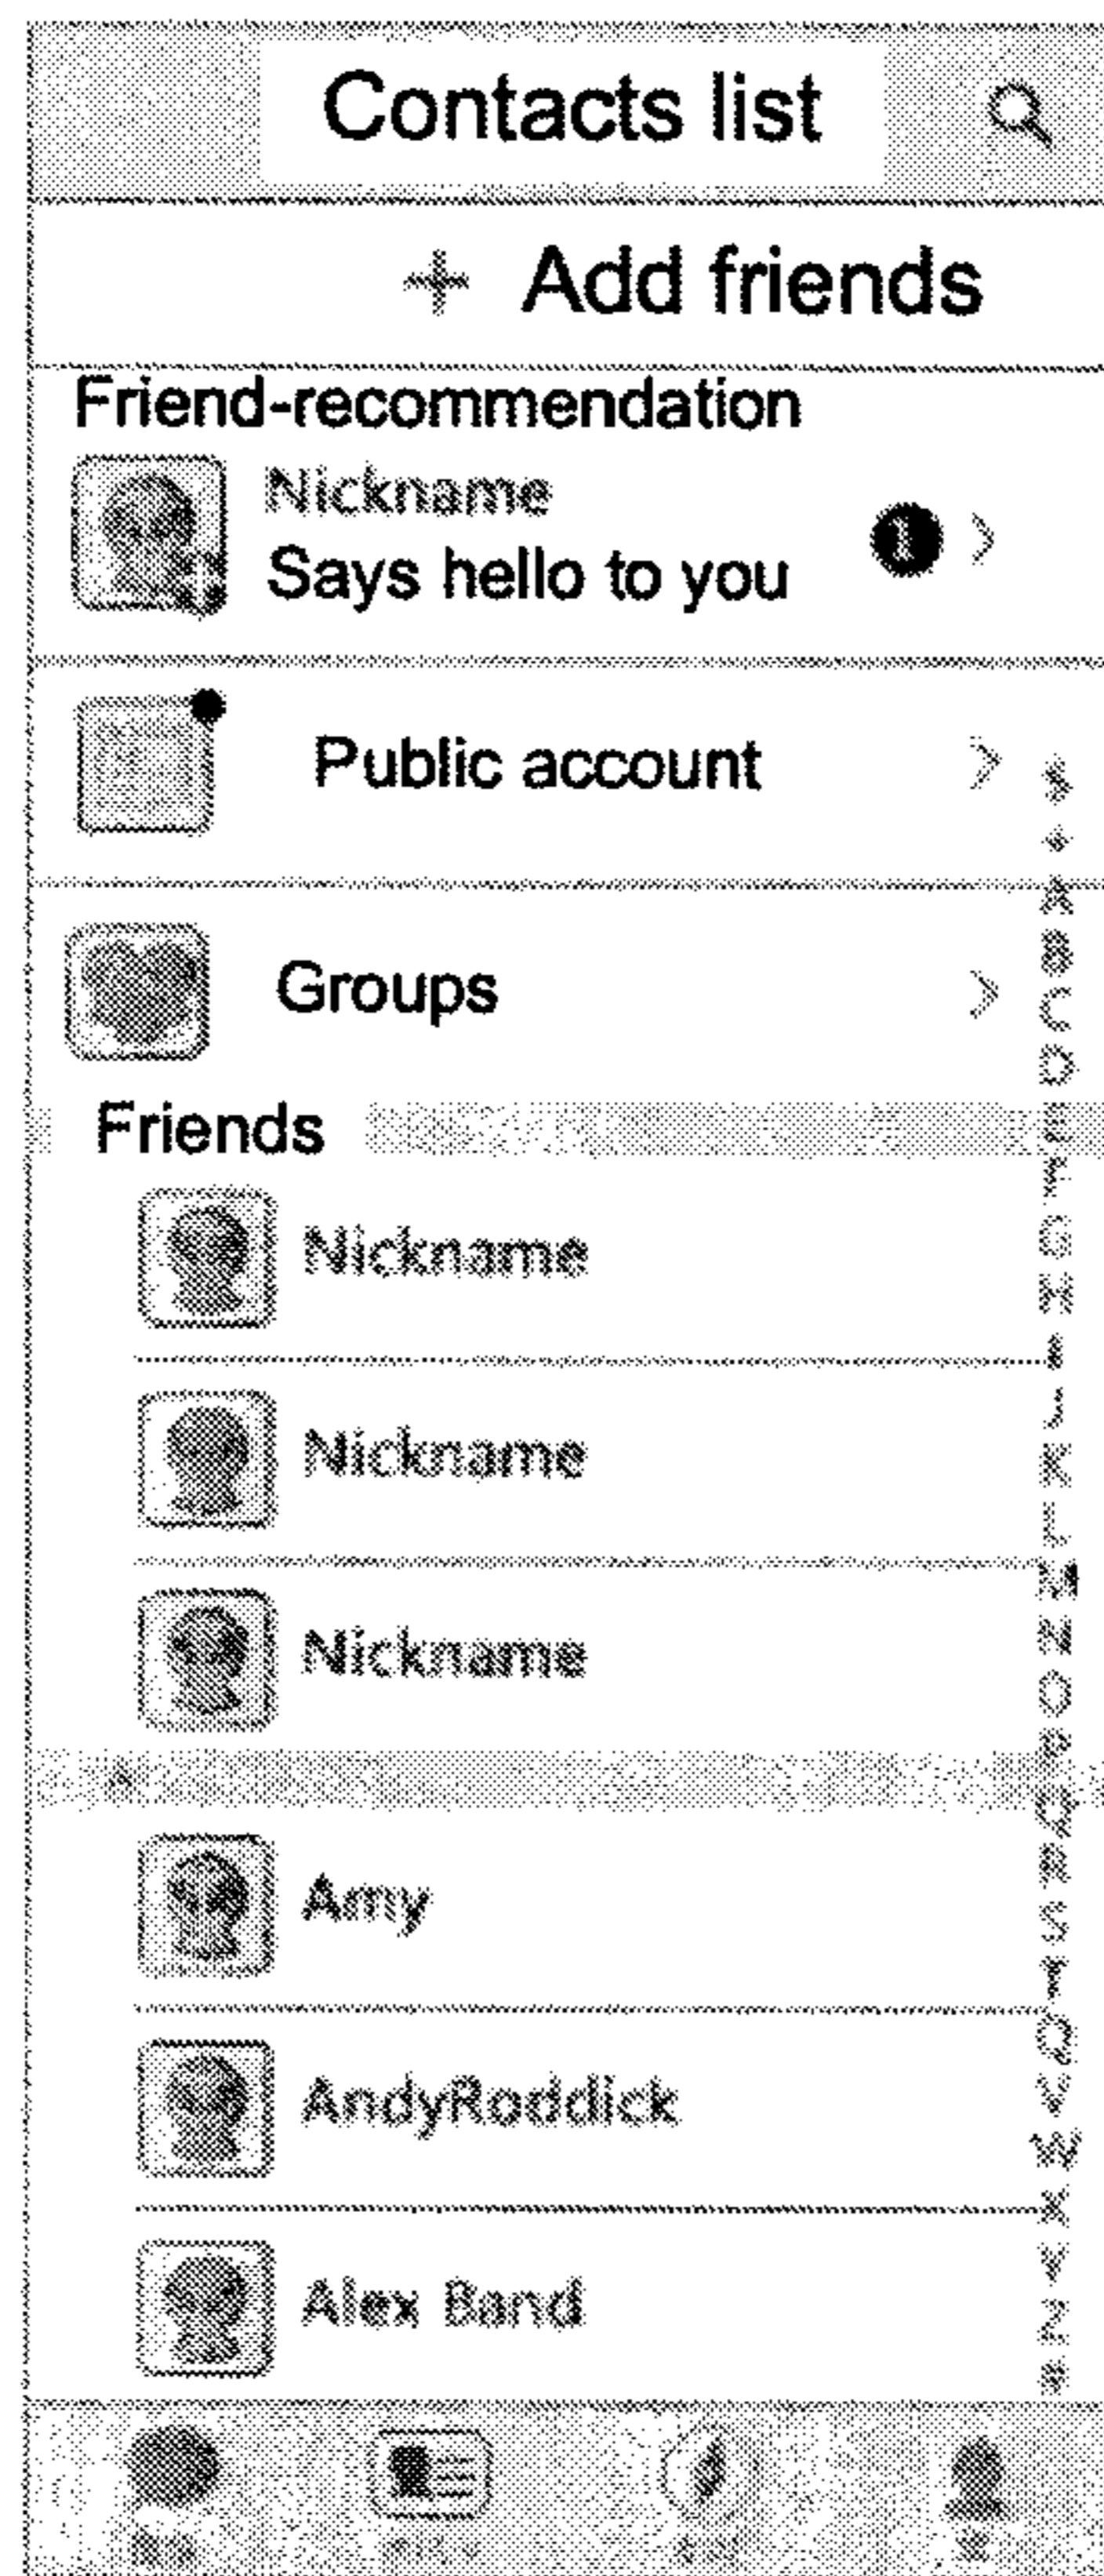 Contacts list
+ Add friends
Friend-recommendation
Nickname
Says hello to you
1
Public account
Groups
Friends
Nickname
Nickname
Nickname
A
Amy
AndyRoddick
Alex Band
A
B
C
D
E
F
G
H
I
J
K
L
M
N
O
P
Q
R
S
T
Q
V
W
X
Y
Z
#